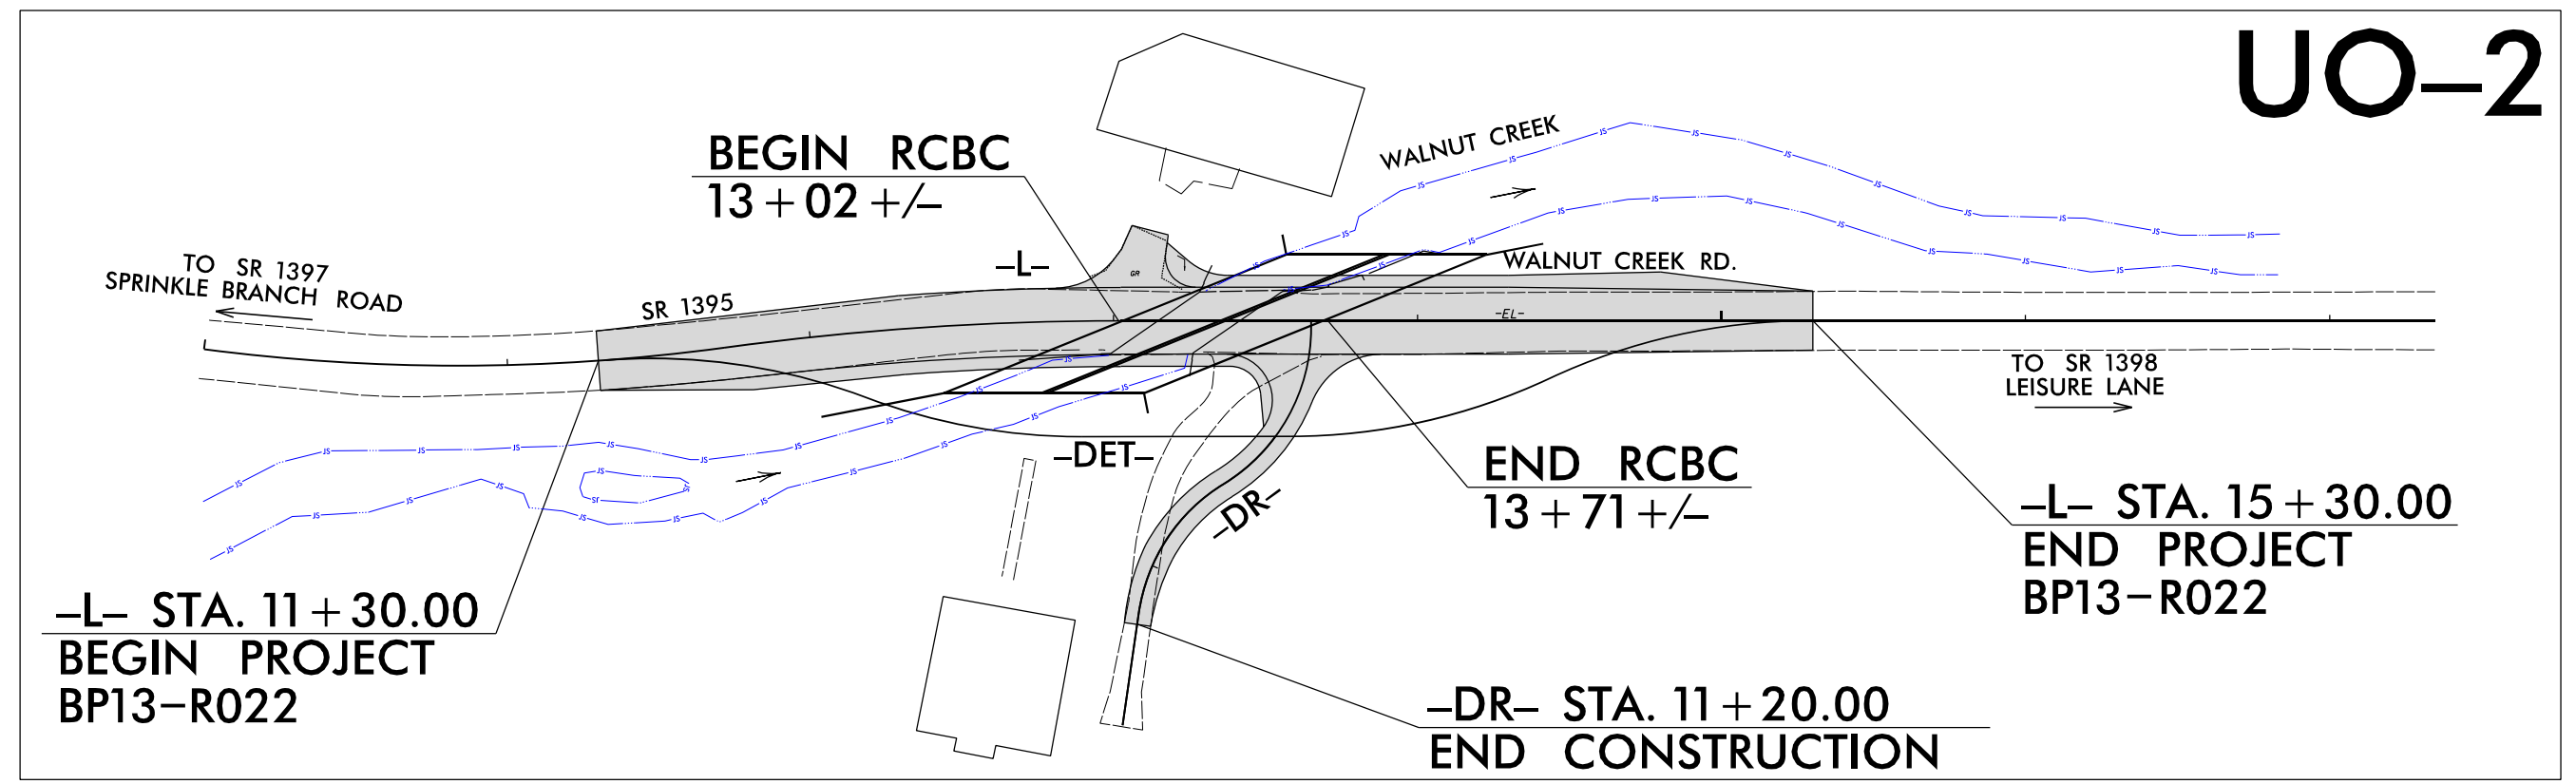 UO–2
BEGIN RCBC
13+02 +/–
WALNUT CREEK
TO SR 1397
SPRINKLE BRANCH ROAD
–L–
SR 1395
GR
WALNUT CREEK RD.
–EL–
TO SR 1398
LEISURE LANE
–DET–
–DR–
END RCBC
13+71 +/–
–L– STA. 15+30.00
END PROJECT
BP13–R022
–L– STA. 11+30.00
BEGIN PROJECT
BP13–R022
–DR– STA. 11+20.00
END CONSTRUCTION